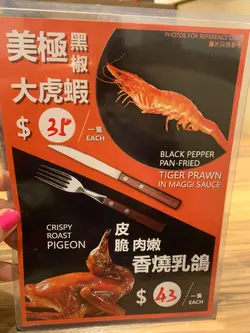 PHOTOS FOR REFERENCE ONLY
圖片只供參考
美極黑椒
大虎蝦
$ 35 /一隻
EACH
BLACK PEPPER
PAN-FRIED
TIGER PRAWN
IN MAGGI SAUCE
CRISPY
ROAST
PIGEON
皮脆肉嫩
香燒乳鴿
$ 43 /一隻
EACH